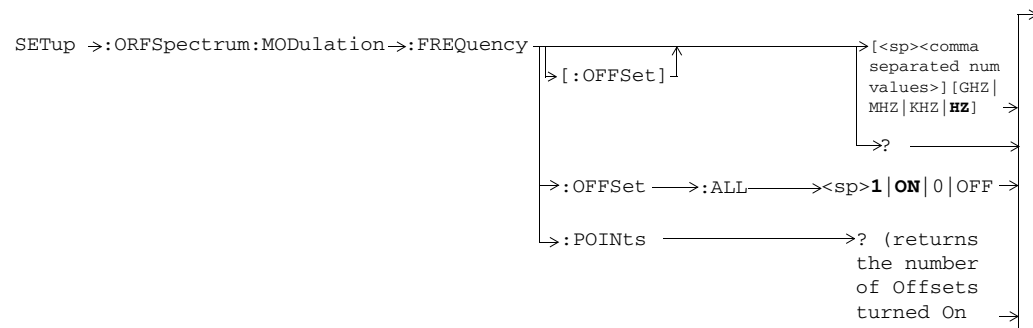 SETup :ORFSpectrum:MODulation :FREQuency
[<sp><comma
separated num
values>][GHZ|
MHZ|KHZ|HZ]
[:OFFSet]
?
:OFFSet :ALL <sp>1|ON|0|OFF
:POINts ? (returns
the number
of Offsets
turned On